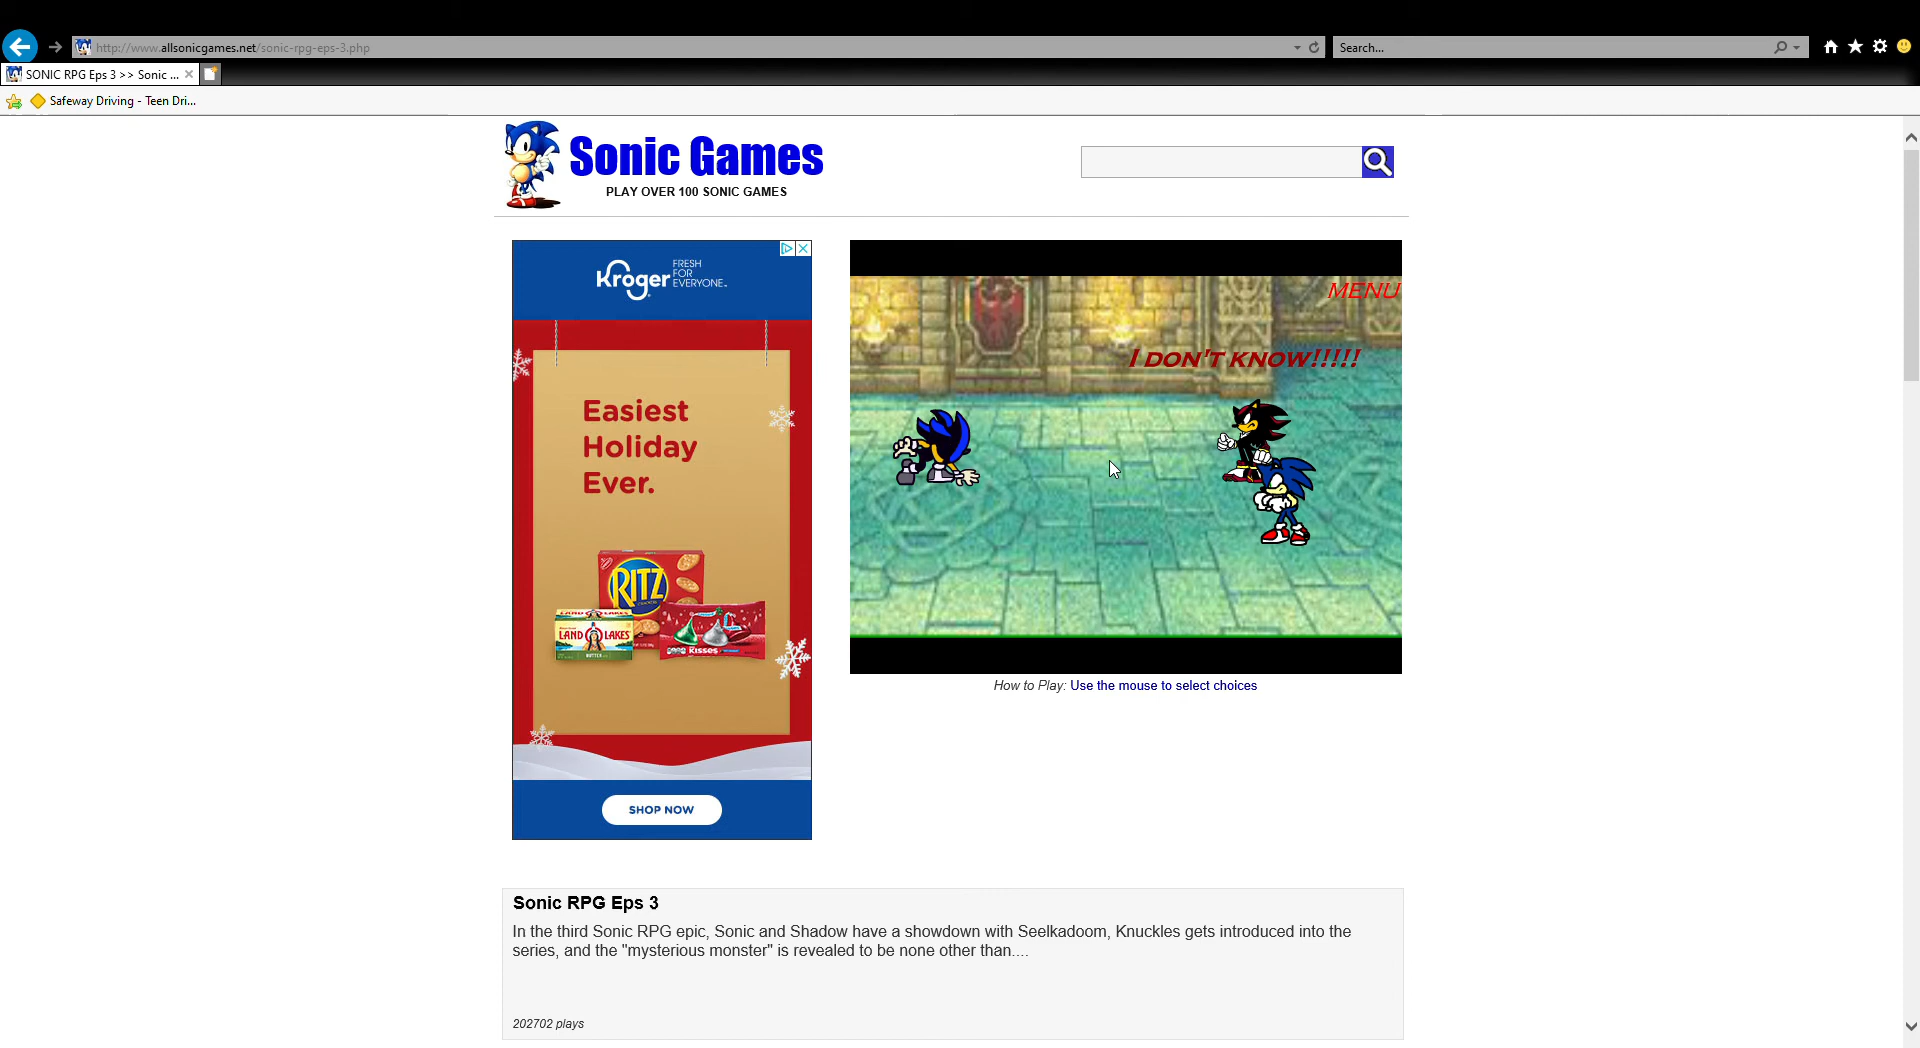 http://www.allsonicgames.net/sonic-rpg-eps-3.php
Search...
SONIC RPG Eps 3 >> Sonic ...
Safeway Driving - Teen Dri...
Sonic Games
PLAY OVER 100 SONIC GAMES
Kroger
FRESH
FOR
EVERYONE.
Easiest
Holiday
Ever.
RITZ
LAND O LAKES
BUTTER
Kisses
SHOP NOW
MENU
I DON'T KNOW!!!!!
How to Play: Use the mouse to select choices
Sonic RPG Eps 3
In the third Sonic RPG epic, Sonic and Shadow have a showdown with Seelkadoom, Knuckles gets introduced into the
series, and the "mysterious monster" is revealed to be none other than....
202702 plays